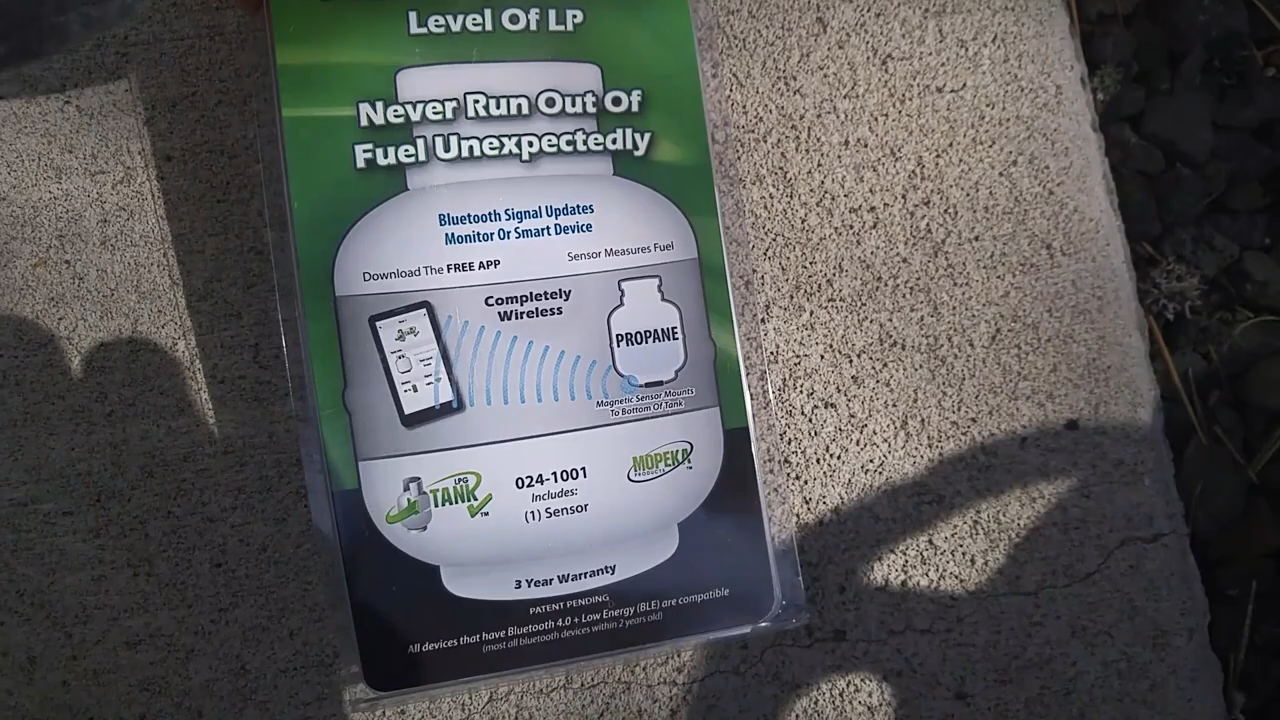 Level Of LP
Never Run Out Of
Fuel Unexpectedly
Bluetooth Signal Updates
Monitor Or Smart Device
Download The FREE APP
Sensor Measures Fuel
Completely
Wireless
PROPANE
Magnetic Sensor Mounts
To Bottom Of Tank
LPG
TANK
TM
024-1001
Includes:
(1) Sensor
MOPEKA
PRODUCTS
TM
3 Year Warranty
PATENT PENDING
All devices that have Bluetooth 4.0 + Low Energy (BLE) are compatible
(most all bluetooth devices within 2 years old)